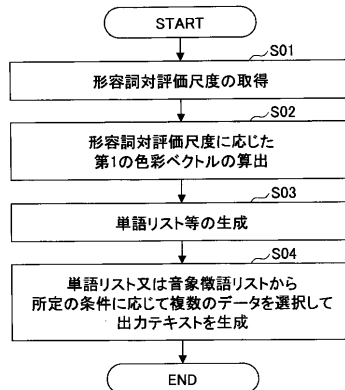 START
S01
形容詞対評価尺度の取得
S02
形容詞対評価尺度に応じた
第1の色彩ベクトルの算出
S03
単語リスト等の生成
S04
単語リスト又は音象徴語リストから
所定の条件に応じて複数のデータを選択して
出力テキストを生成
END